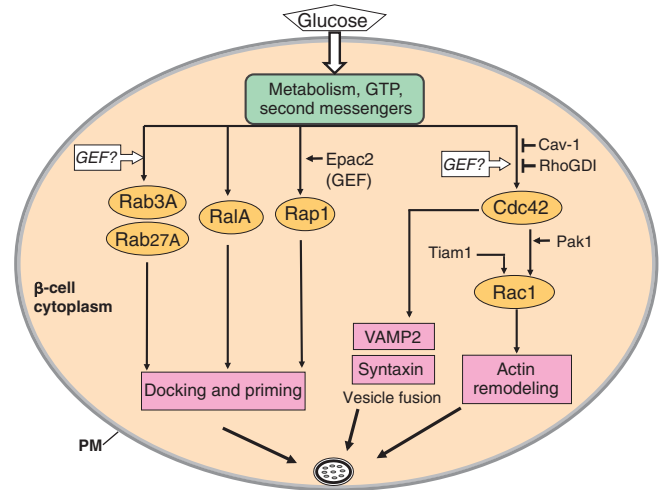 Glucose
Metabolism, GTP,
second messengers
GEF?
Epac2
(GEF)
GEF?
Cav-1
RhoGDI
Rab3A
Rab27A
RalA
Rap1
Cdc42
Tiam1
Pak1
Rac1
β-cell
cytoplasm
VAMP2
Syntaxin
Vesicle fusion
Actin
remodeling
Docking and priming
PM